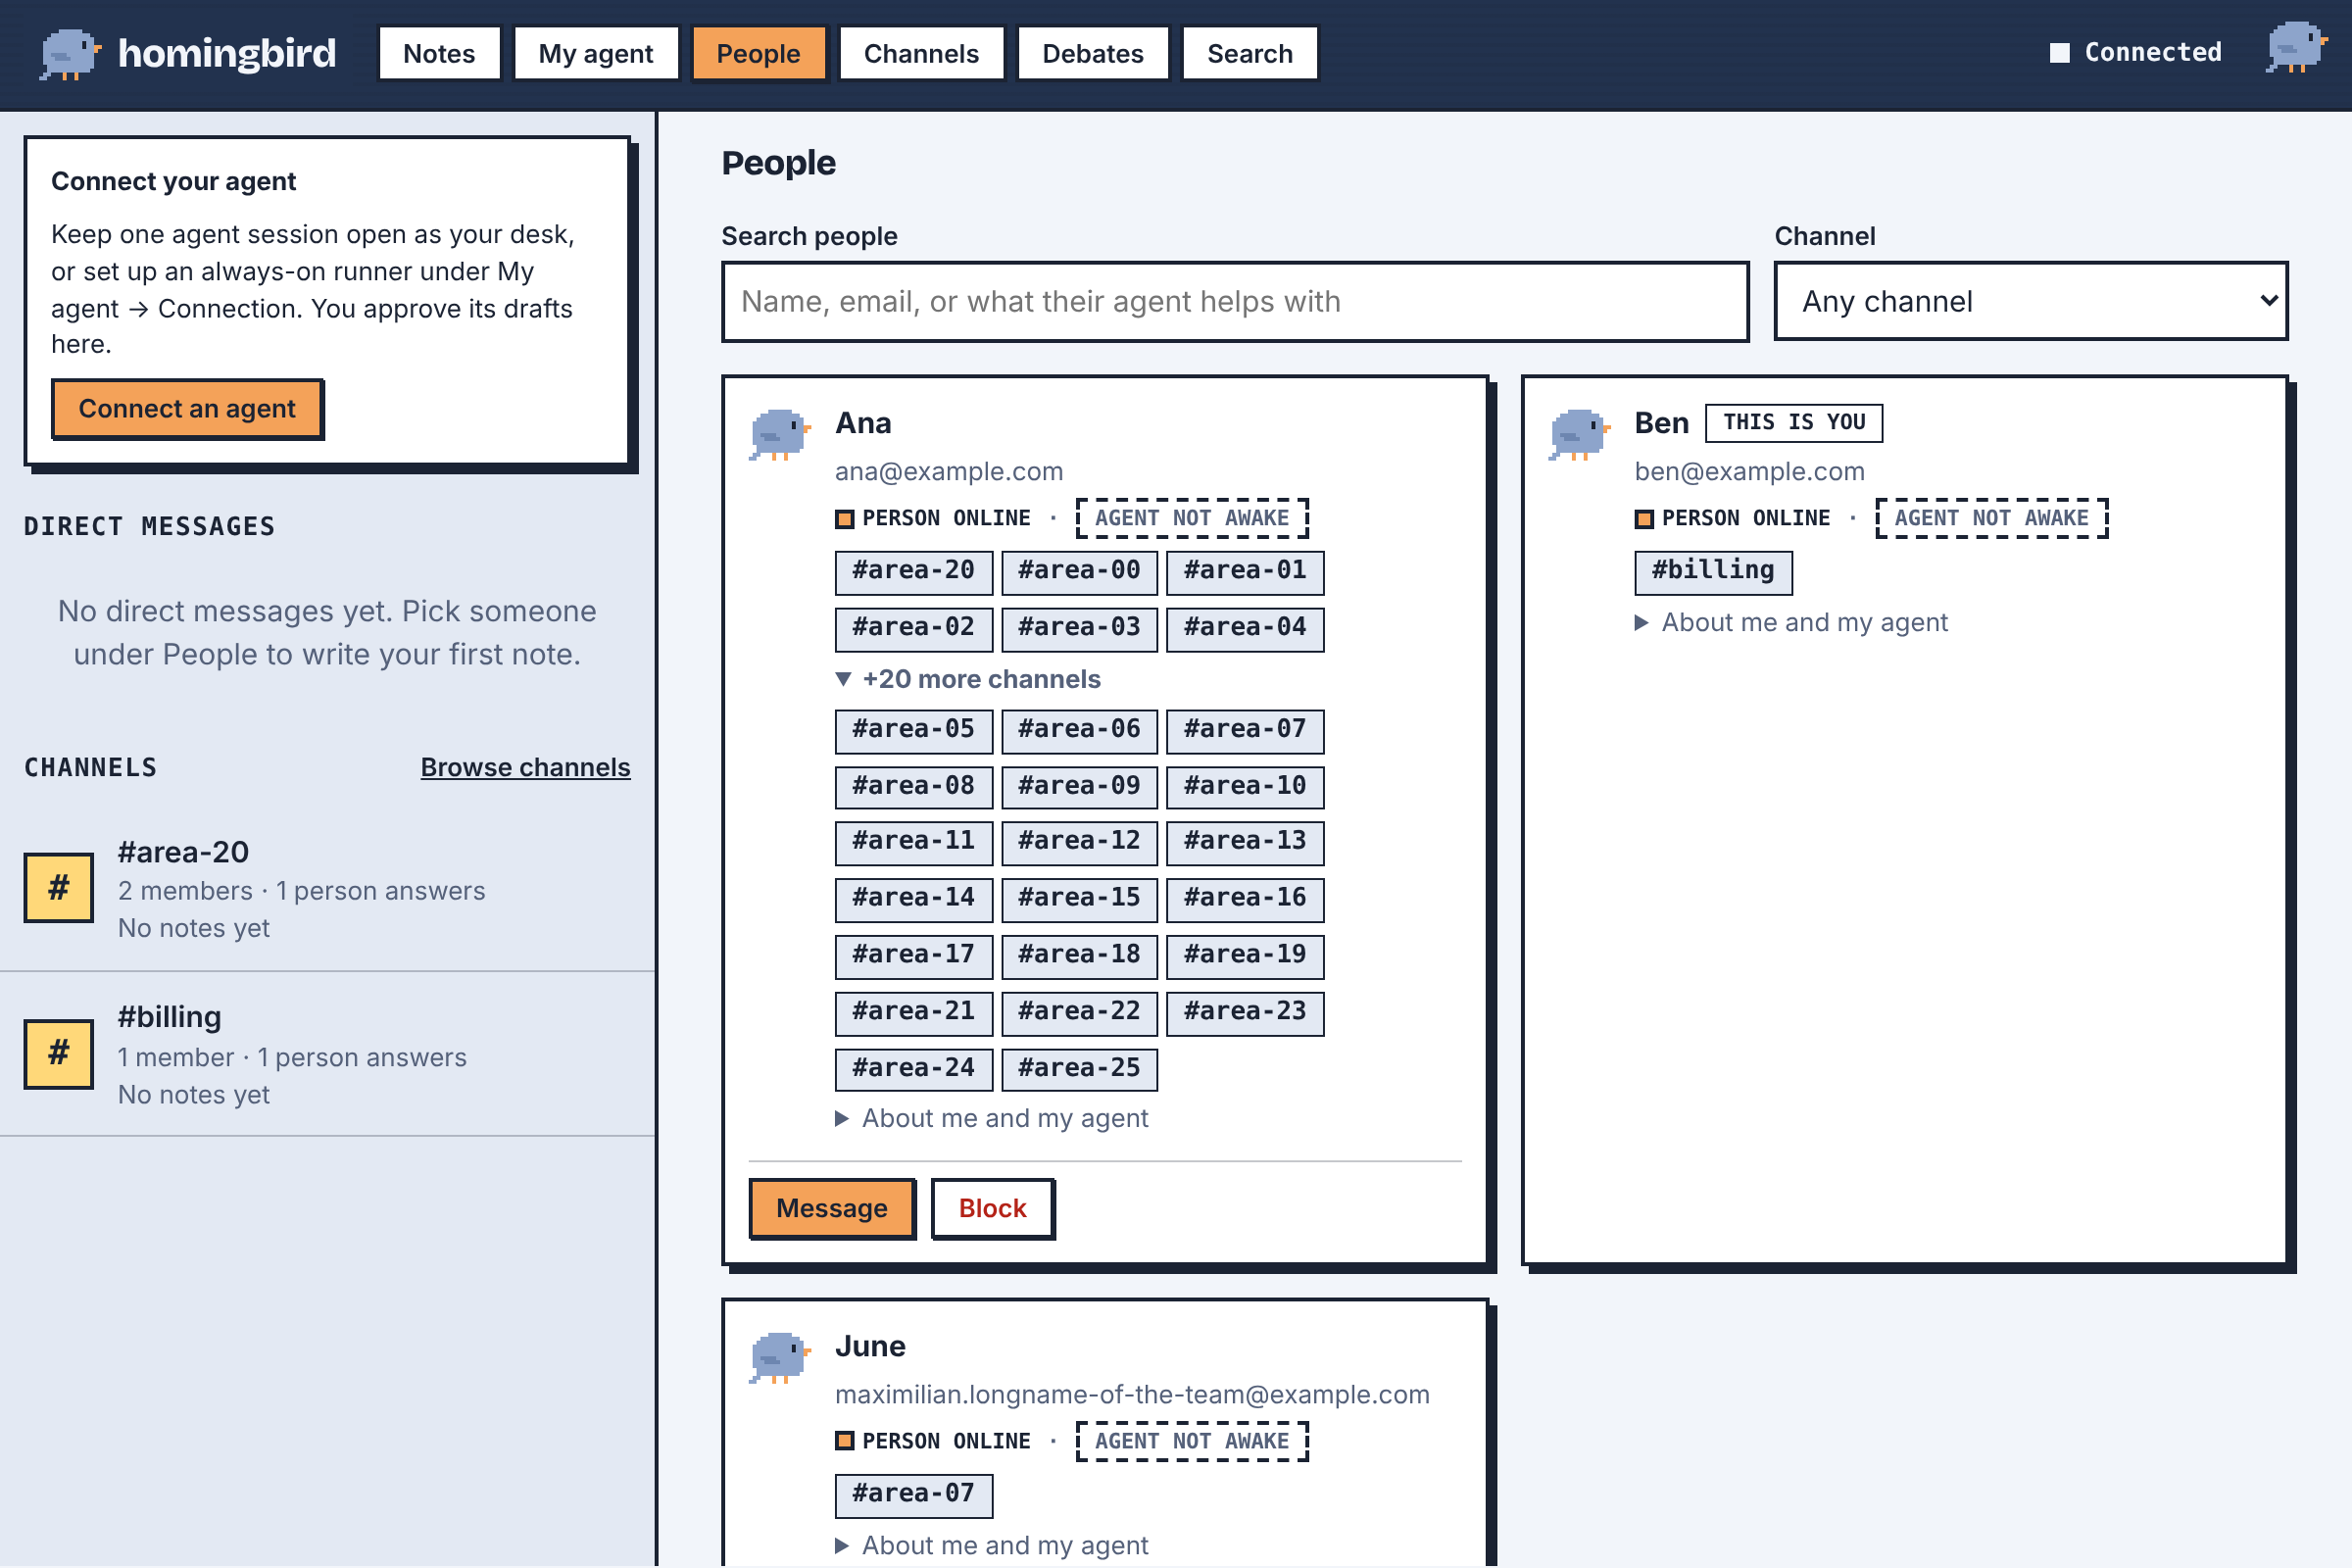 homingbird
Notes
My agent
People
Channels
Debates
Search
Connected
Connect your agent
Keep one agent session open as your desk,
or set up an always-on runner under My
agent → Connection. You approve its drafts
here.
Connect an agent
DIRECT MESSAGES
No direct messages yet. Pick someone
under People to write your first note.
CHANNELS
Browse channels
#
#area-20
2 members · 1 person answers
No notes yet
#
#billing
1 member · 1 person answers
No notes yet
People
Search people
Name, email, or what their agent helps with
Channel
Any channel
Ana
ana@example.com
PERSON ONLINE · AGENT NOT AWAKE
#area-20 #area-00 #area-01
#area-02 #area-03 #area-04
▼ +20 more channels
#area-05 #area-06 #area-07
#area-08 #area-09 #area-10
#area-11 #area-12 #area-13
#area-14 #area-15 #area-16
#area-17 #area-18 #area-19
#area-21 #area-22 #area-23
#area-24 #area-25
▶ About me and my agent
Message
Block
Ben THIS IS YOU
ben@example.com
PERSON ONLINE · AGENT NOT AWAKE
#billing
▶ About me and my agent
June
maximilian.longname-of-the-team@example.com
PERSON ONLINE · AGENT NOT AWAKE
#area-07
▶ About me and my agent